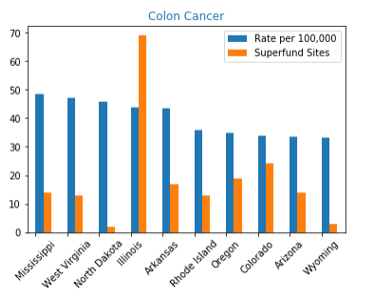 Colon Cancer
Rate per 100,000
Superfund Sites
70
60
50
40
30
20
10
0
Mississippi
West Virginia
North Dakota
Illinois
Arkansas
Rhode Island
Oregon
Colorado
Arizona
Wyoming